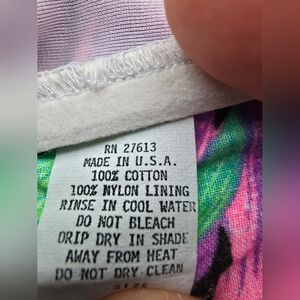 RN 27613
MADE IN U.S.A.
100% COTTON
100% NYLON LINING
RINSE IN COOL WATER
DO NOT BLEACH
DRIP DRY IN SHADE
AWAY FROM HEAT
DO NOT DRY CLEAN